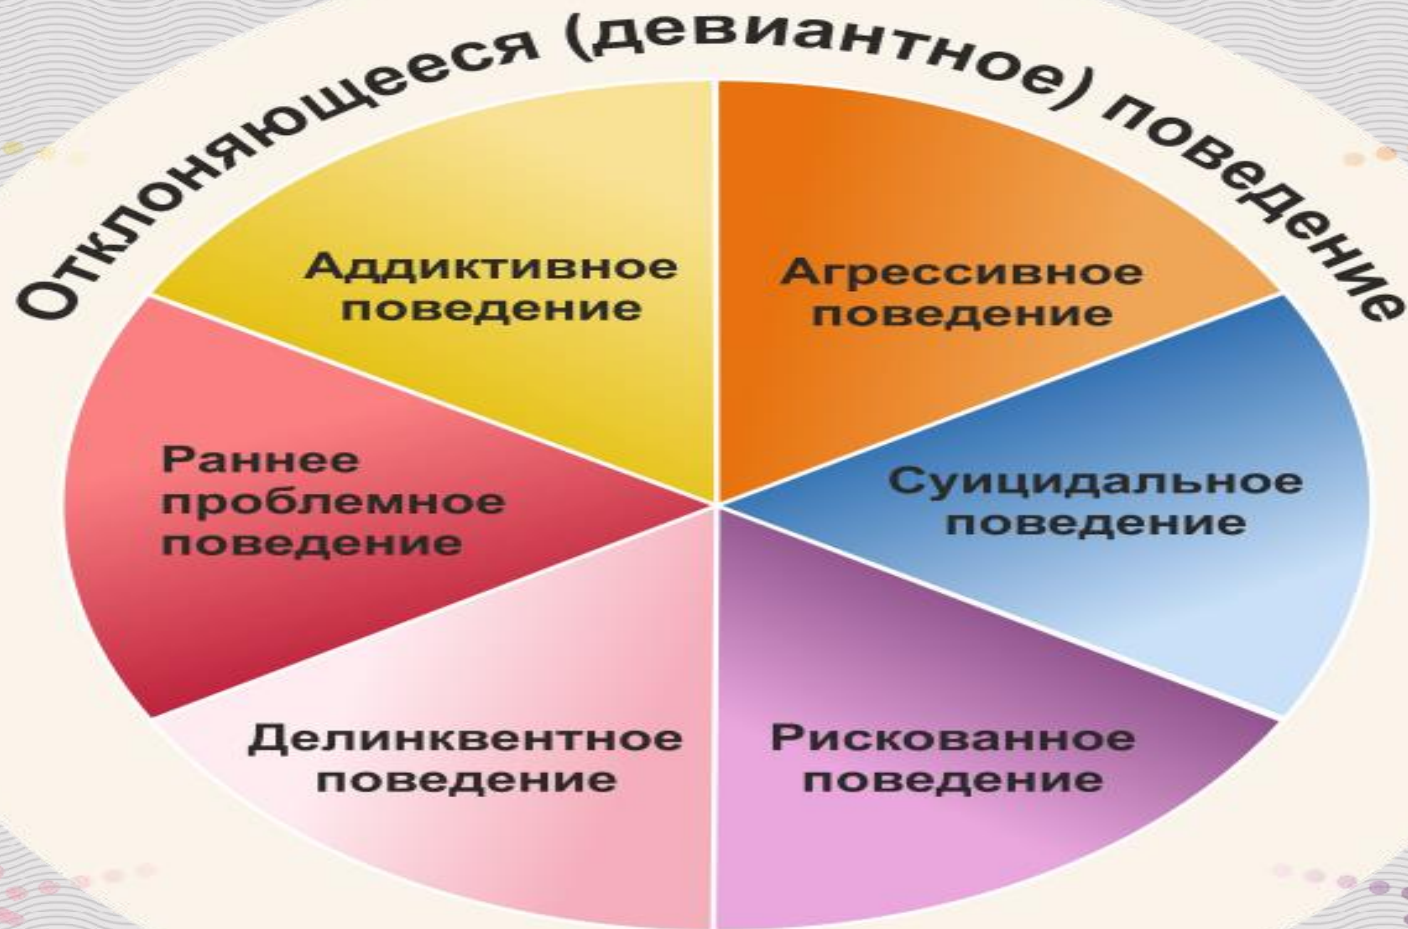 Отклоняющееся (девиантное) поведение
Аддиктивное
поведение
Агрессивное
поведение
Раннее
проблемное
поведение
Суицидальное
поведение
Делинквентное
поведение
Рискованное
поведение